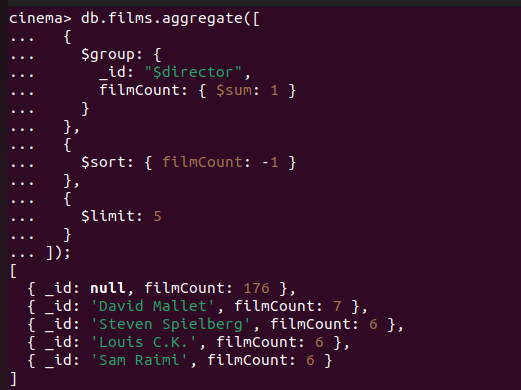 cinema> db.films.aggregate([
...   {
...     $group: {
...       _id: "$director",
...       filmCount: { $sum: 1 }
...     }
...   },
...   {
...     $sort: { filmCount: -1 }
...   },
...   {
...     $limit: 5
...   }
... ]);
[
  { _id: null, filmCount: 176 },
  { _id: 'David Mallet', filmCount: 7 },
  { _id: 'Steven Spielberg', filmCount: 6 },
  { _id: 'Louis C.K.', filmCount: 6 },
  { _id: 'Sam Raimi', filmCount: 6 }
]